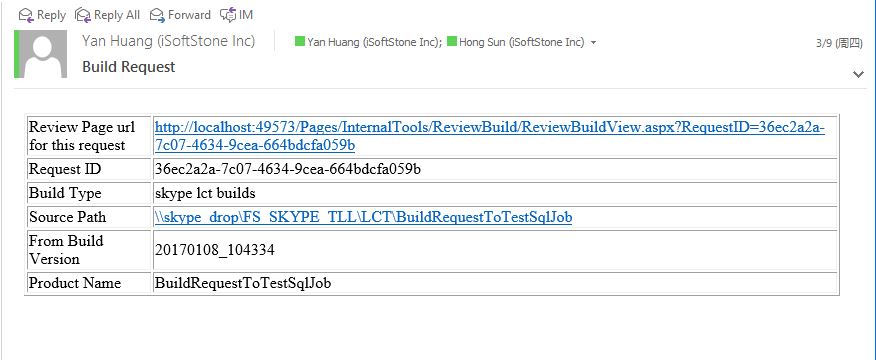 Reply Reply All Forward IM
Yan Huang (iSoftStone Inc) Yan Huang (iSoftStone Inc); Hong Sun (iSoftStone Inc) 3/9 (周四)
Build Request
Review Page url
for this request
http://localhost:49573/Pages/InternalTools/ReviewBuild/ReviewBuildView.aspx?RequestID=36ec2a2a-
7c07-4634-9cea-664bdcfa059b
Request ID 36ec2a2a-7c07-4634-9cea-664bdcfa059b
Build Type skype lct builds
Source Path \\skype_drop\FS_SKYPE_TLL\LCT\BuildRequestToTestSqlJob
From Build
Version
20170108_104334
Product Name BuildRequestToTestSqlJob